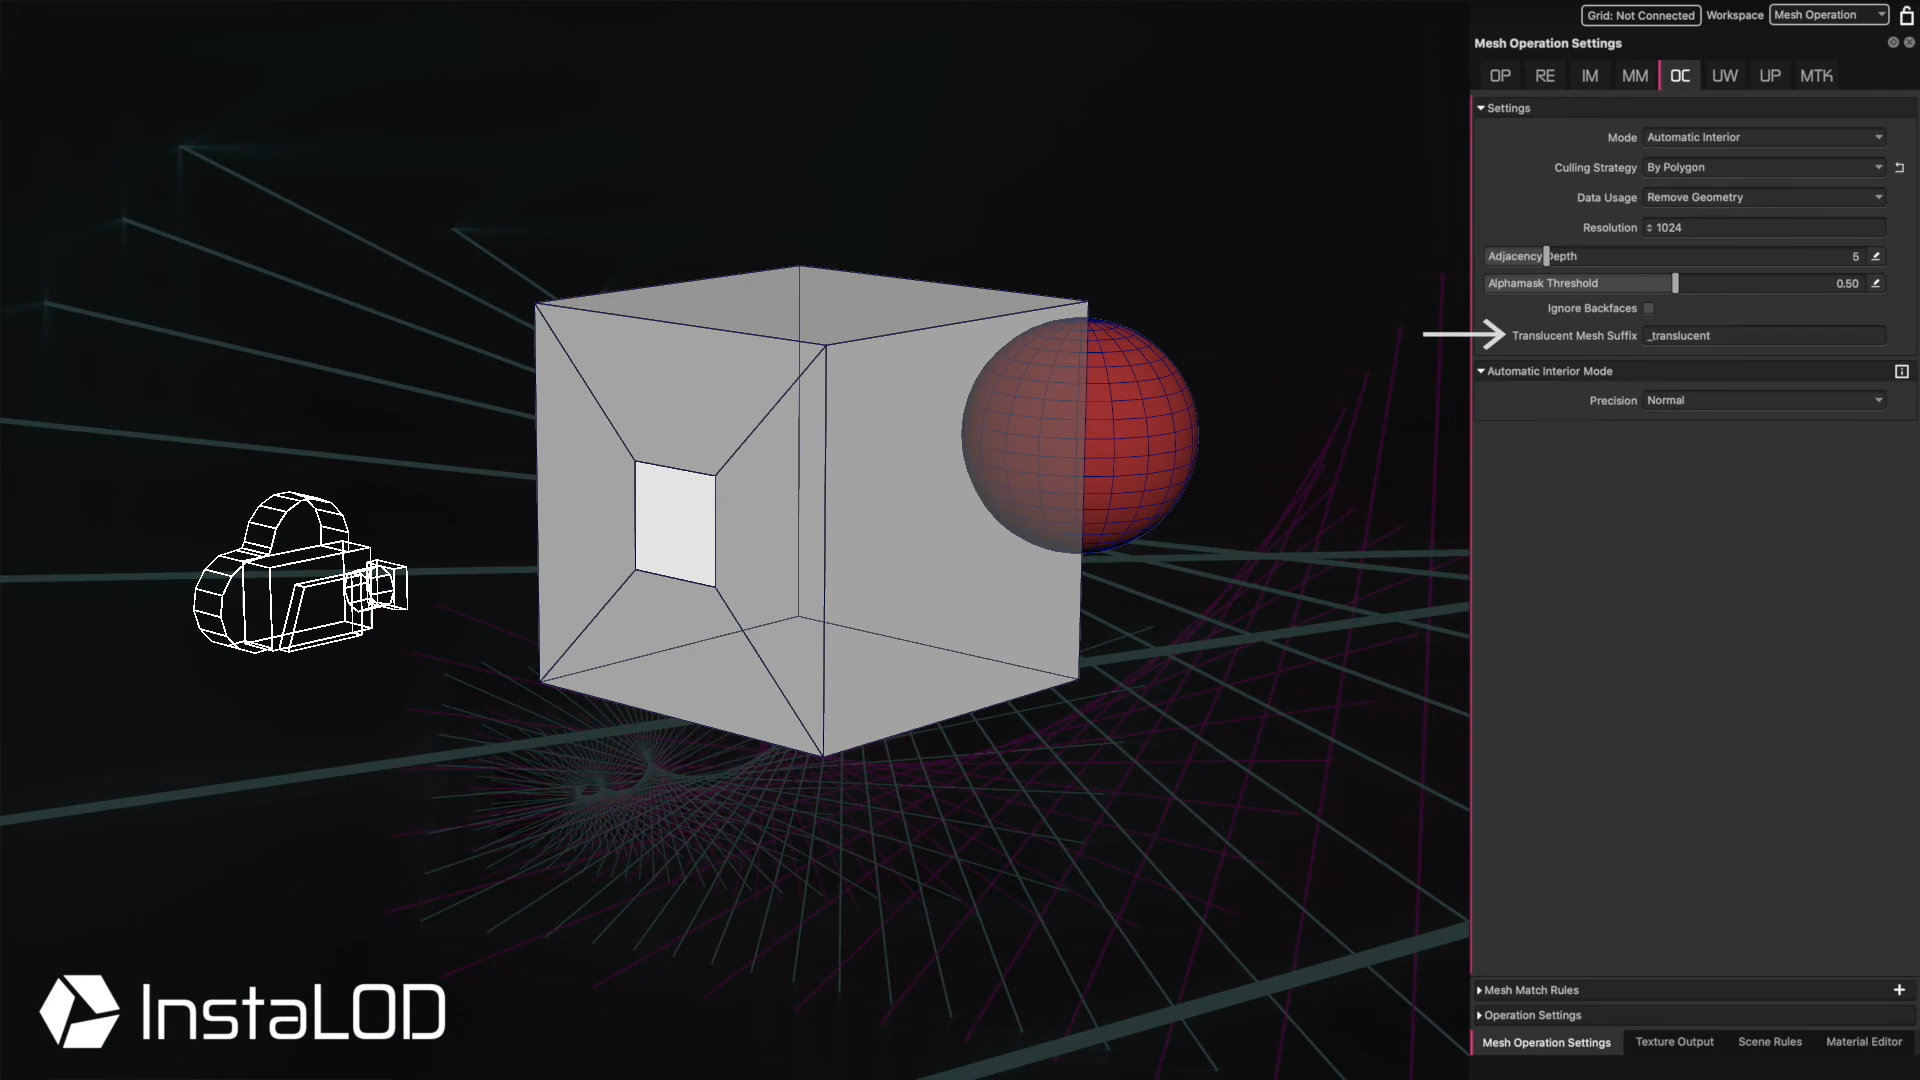 Grid: Not Connected Workspace Mesh Operation
Mesh Operation Settings
OP RE IM MM OC UW UP MTK
Settings
Mode Automatic Interior
Culling Strategy By Polygon
Data Usage Remove Geometry
Resolution 1024
Adjacency Depth 5
Alphamask Threshold 0.50
Ignore Backfaces
Translucent Mesh Suffix _translucent
Automatic Interior Mode
Precision Normal
InstaLOD
Mesh Match Rules
Operation Settings
Mesh Operation Settings Texture Output Scene Rules Material Editor